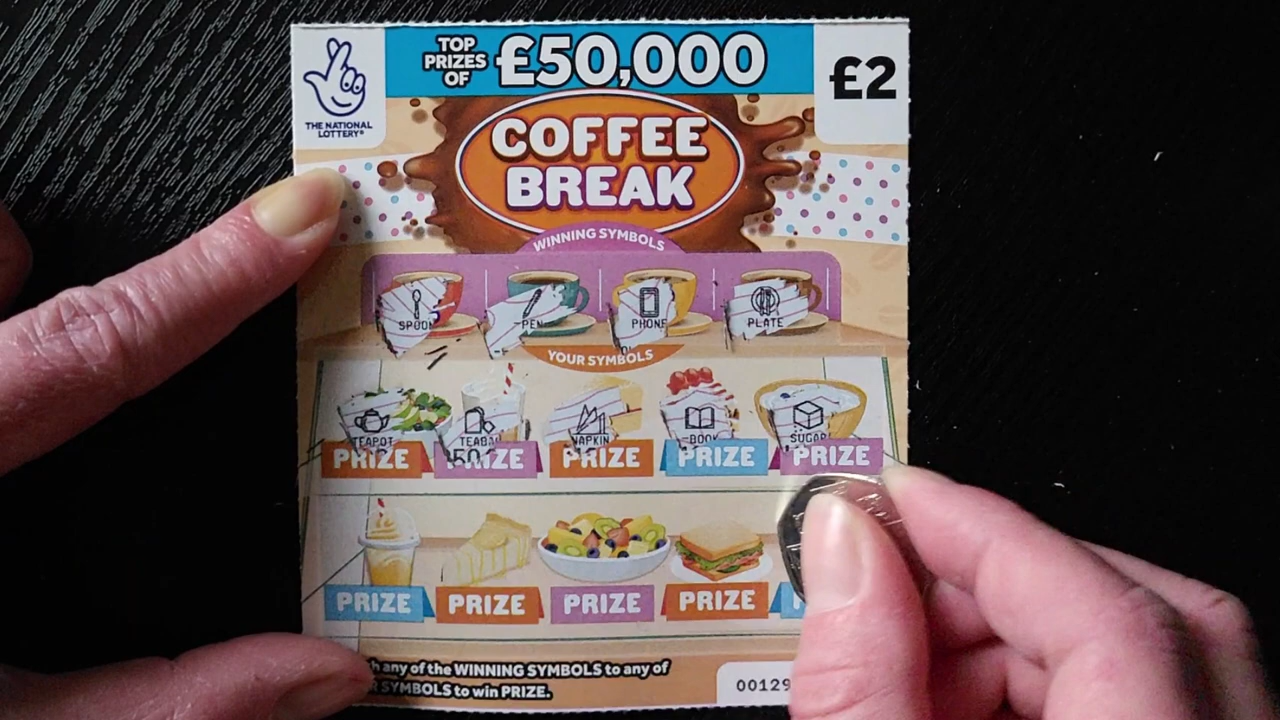 TOP PRIZES OF £50,000
£2
THE NATIONAL LOTTERY®
COFFEE
BREAK
WINNING SYMBOLS
SPOON PEN PHONE PLATE
YOUR SYMBOLS
TEAPOT TEABA NAPKIN BOOK SUGAR
PRIZE PRIZE PRIZE PRIZE PRIZE
PRIZE PRIZE PRIZE PRIZE
any of the WINNING SYMBOLS to any of
SYMBOLS to win PRIZE.
00129